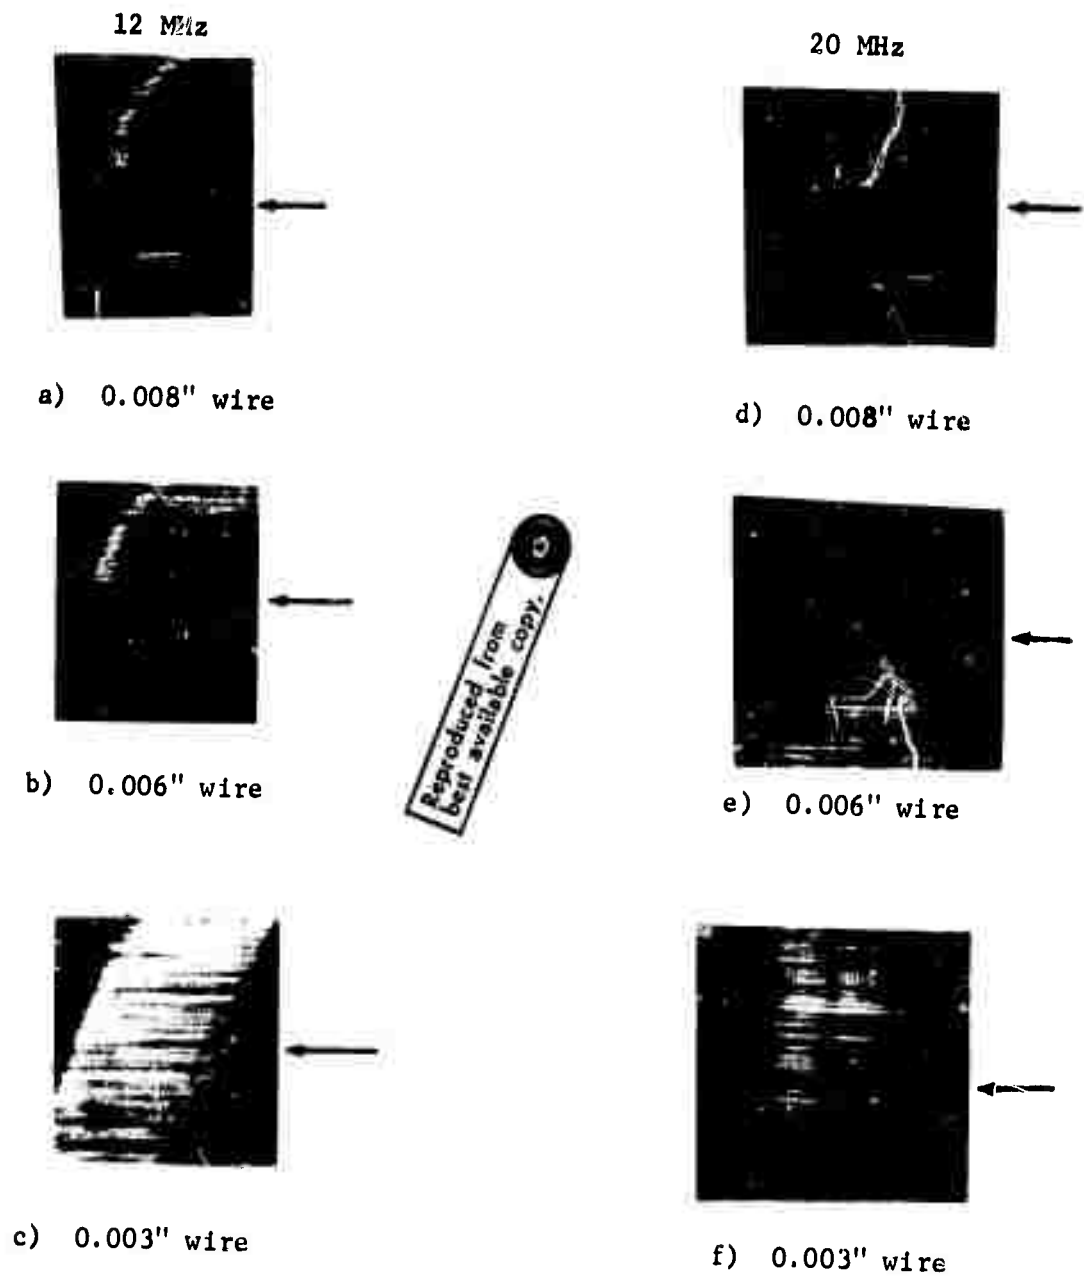 12 MHz
20 MHz
a) 0.008" wire
d) 0.008" wire
b) 0.006" wire
e) 0.006" wire
Reproduced from
best available copy.
c) 0.003" wire
f) 0.003" wire